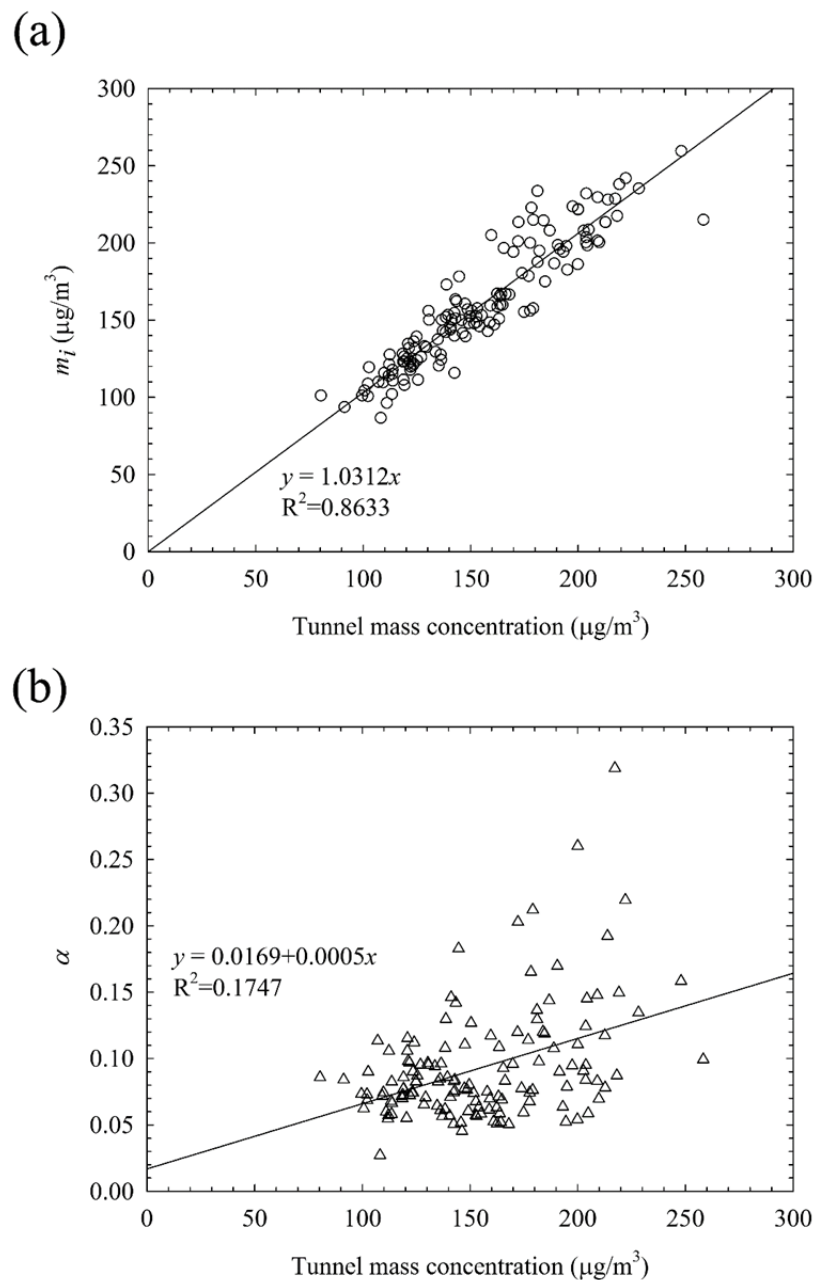 (a)
300
250
200
150
100
50
0
m_i (μg/m³)
y = 1.0312x
R²=0.8633
0 50 100 150 200 250 300
Tunnel mass concentration (μg/m³)
(b)
0.35
0.30
0.25
0.20
0.15
0.10
0.05
0.00
α
y = 0.0169+0.0005x
R²=0.1747
0 50 100 150 200 250 300
Tunnel mass concentration (μg/m³)